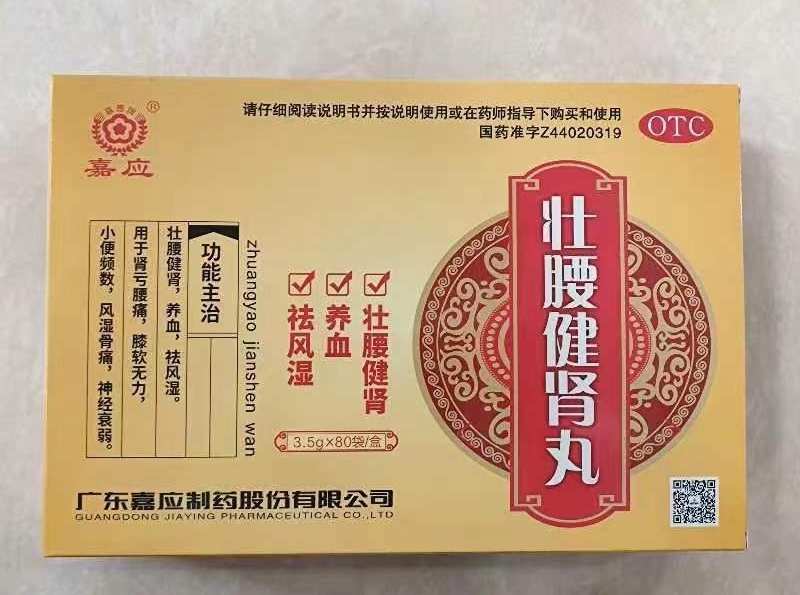 嘉应
®
请仔细阅读说明书并按说明使用或在药师指导下购买和使用
国药准字Z44020319
OTC
壮腰健肾丸
壮腰健肾
养血
祛风湿
3.5g×80袋/盒
zhuangyao jianshen wan
功能主治
壮腰健肾，养血，祛风湿。
用于肾亏腰痛，膝软无力，
小便频数，风湿骨痛，神经衰弱。
广东嘉应制药股份有限公司
GUANGDONG JIAYING PHARMACEUTICAL CO.,LTD